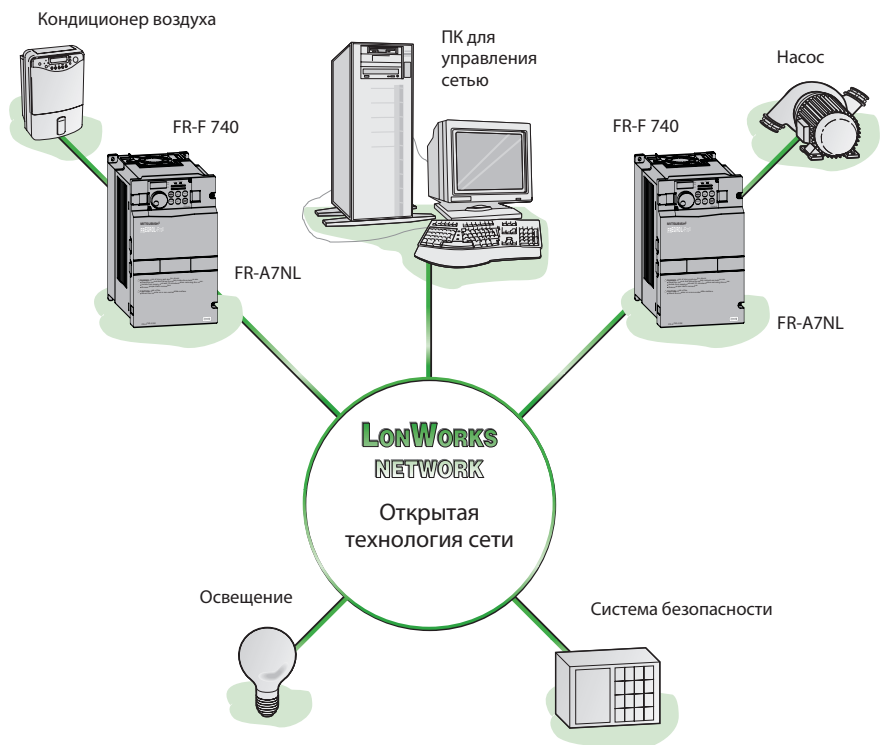 Кондиционер воздуха
ПК для
управления
сетью
Насос
FR-F 740
FR-F 740
FR-A7NL
FR-A7NL
LONWORKS
NETWORK
Открытая
технология сети
Освещение
Система безопасности